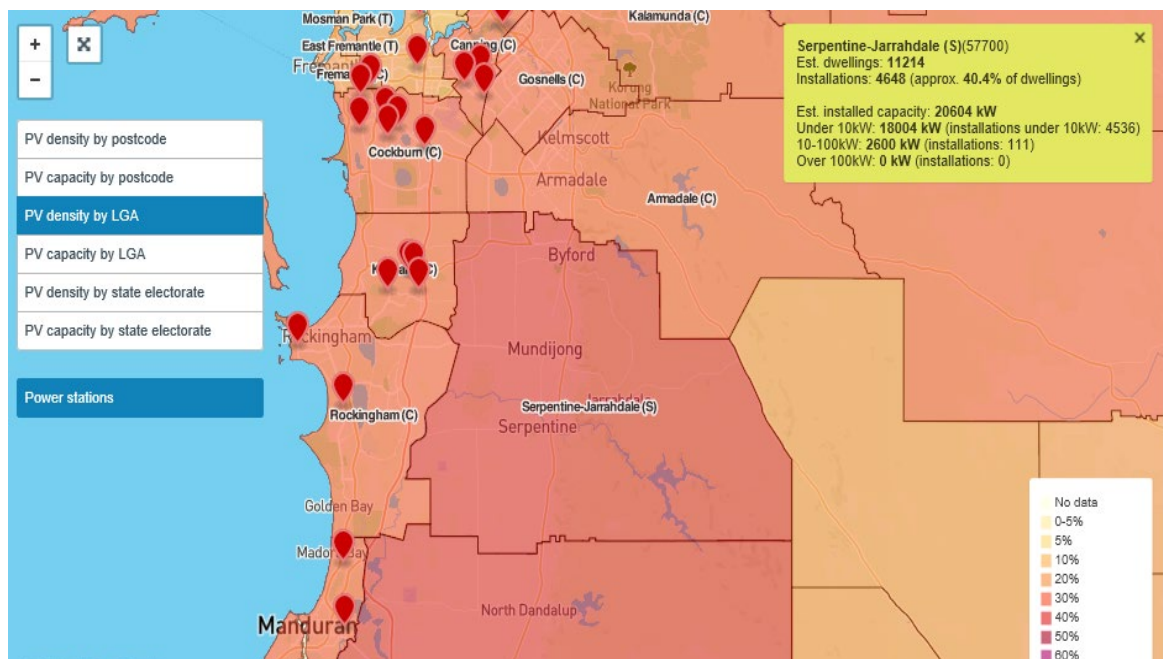 Mosman Park (T)
Kalamunda (C)
East Fremantle (T)
Canning (C)
Gosnells (C)
Korung
National Park
Kelmscott
Cockburn (C)
Armadale
Armadale (C)
Byford
Rockingham
Mundijong
Rockingham (C)
Serpentine-Jarrahdale (S)
Jarrahdale
Serpentine
Golden Bay
North Dandalup
+
−
PV density by postcode
PV capacity by postcode
PV density by LGA
PV capacity by LGA
PV density by state electorate
PV capacity by state electorate
Power stations
Serpentine-Jarrahdale (S)(57700)
Est. dwellings: 11214
Installations: 4648 (approx. 40.4% of dwellings)
Est. installed capacity: 20604 kW
Under 10kW: 18004 kW (installations under 10kW: 4536)
10-100kW: 2600 kW (installations: 111)
Over 100kW: 0 kW (installations: 0)
No data
0-5%
5%
10%
20%
30%
40%
50%
60%